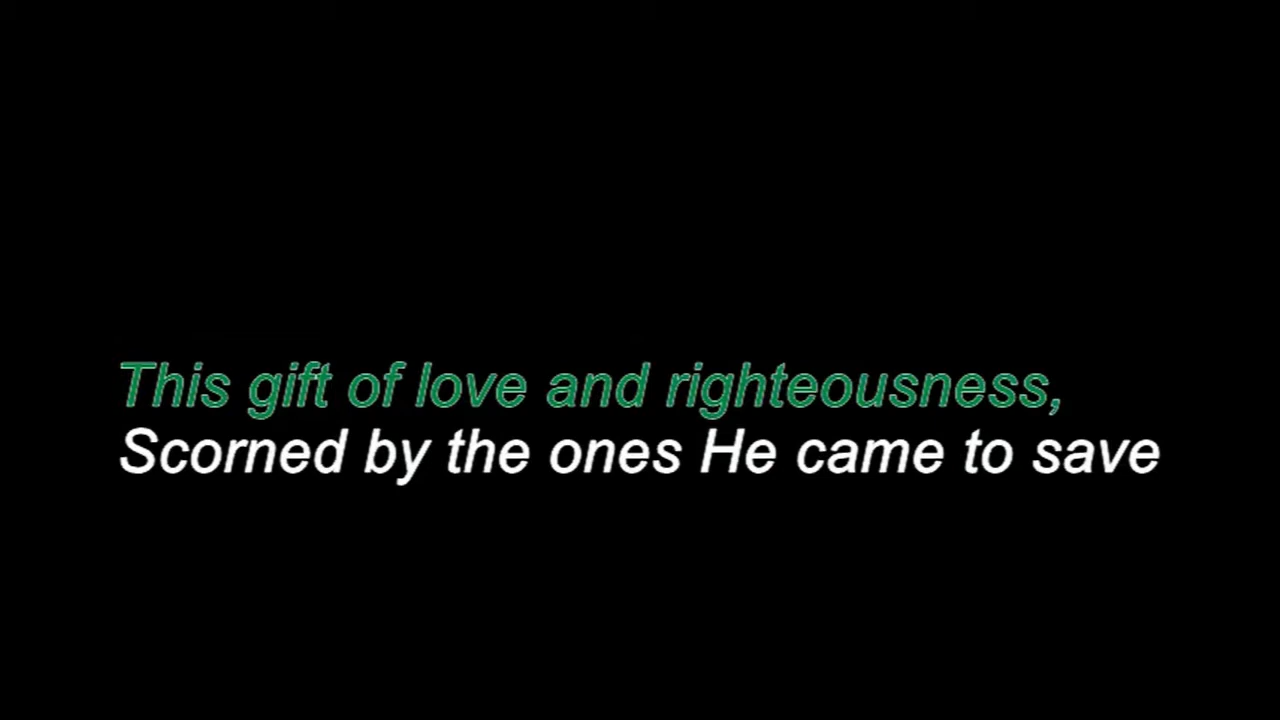 This gift of love and righteousness,
Scorned by the ones He came to save